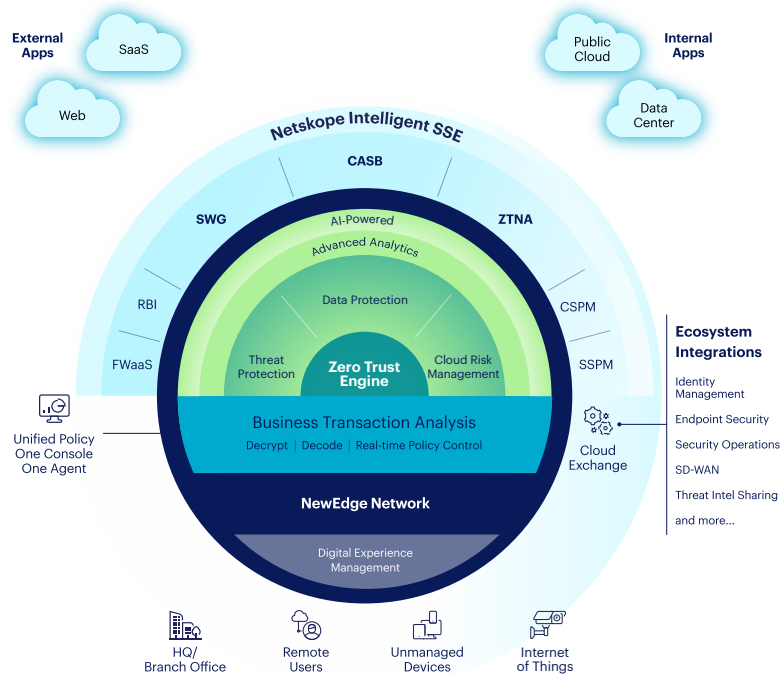 External
Apps
SaaS
Web
Public
Cloud
Internal
Apps
Data
Center
Netskope Intelligent SSE
CASB
SWG
ZTNA
RBI
CSPM
FWaaS
SSPM
AI-Powered
Advanced Analytics
Data Protection
Threat
Protection
Cloud Risk
Management
Zero Trust
Engine
Business Transaction Analysis
Decrypt | Decode | Real-time Policy Control
NewEdge Network
Digital Experience
Management
Unified Policy
One Console
One Agent
Cloud
Exchange
Ecosystem
Integrations
Identity
Management
Endpoint Security
Security Operations
SD-WAN
Threat Intel Sharing
and more...
HQ/
Branch Office
Remote
Users
Unmanaged
Devices
Internet
of Things